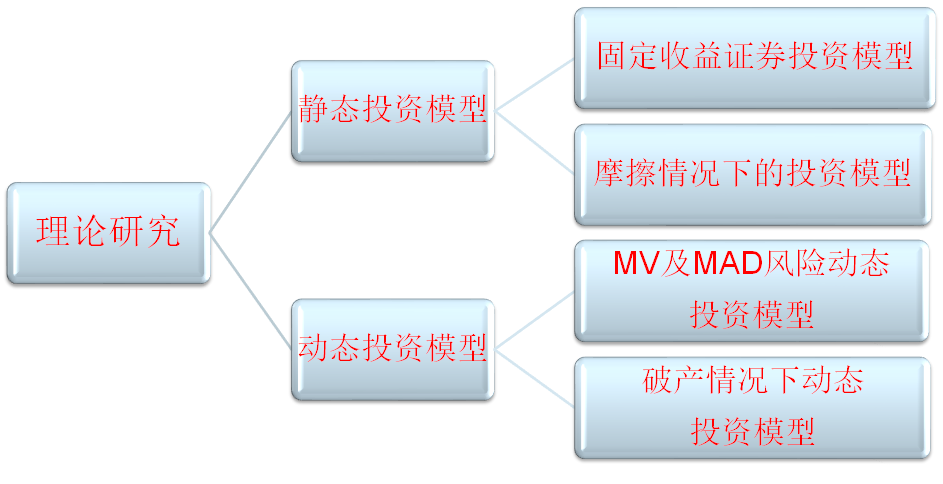 理论研究
静态投资模型
固定收益证券投资模型
摩擦情况下的投资模型
动态投资模型
MV及MAD风险动态
投资模型
破产情况下动态
投资模型